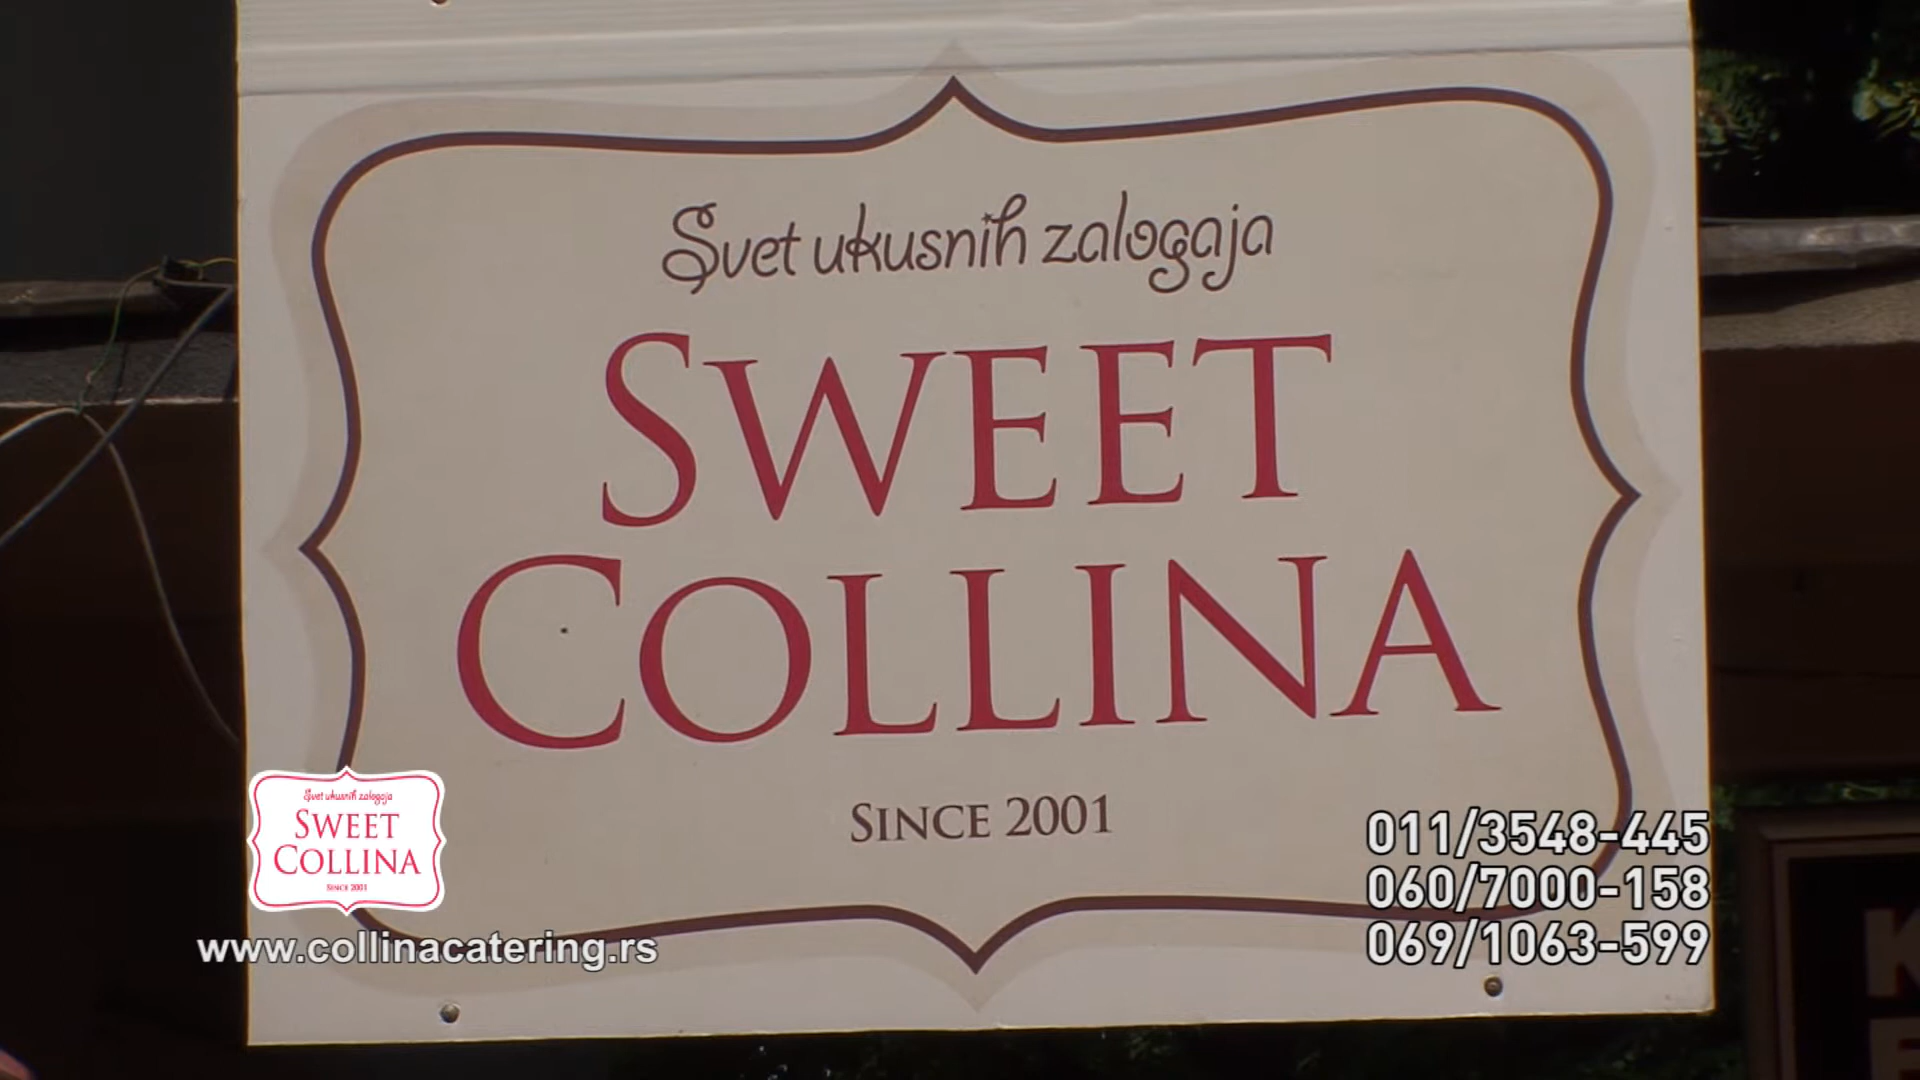 Svet ukusnih zalogaja
SWEET
COLLINA
SINCE 2001
Svet ukusnih zalogaja
SWEET
COLLINA
SINCE 2001
www.collinacatering.rs
011/3548-445
060/7000-158
069/1063-599